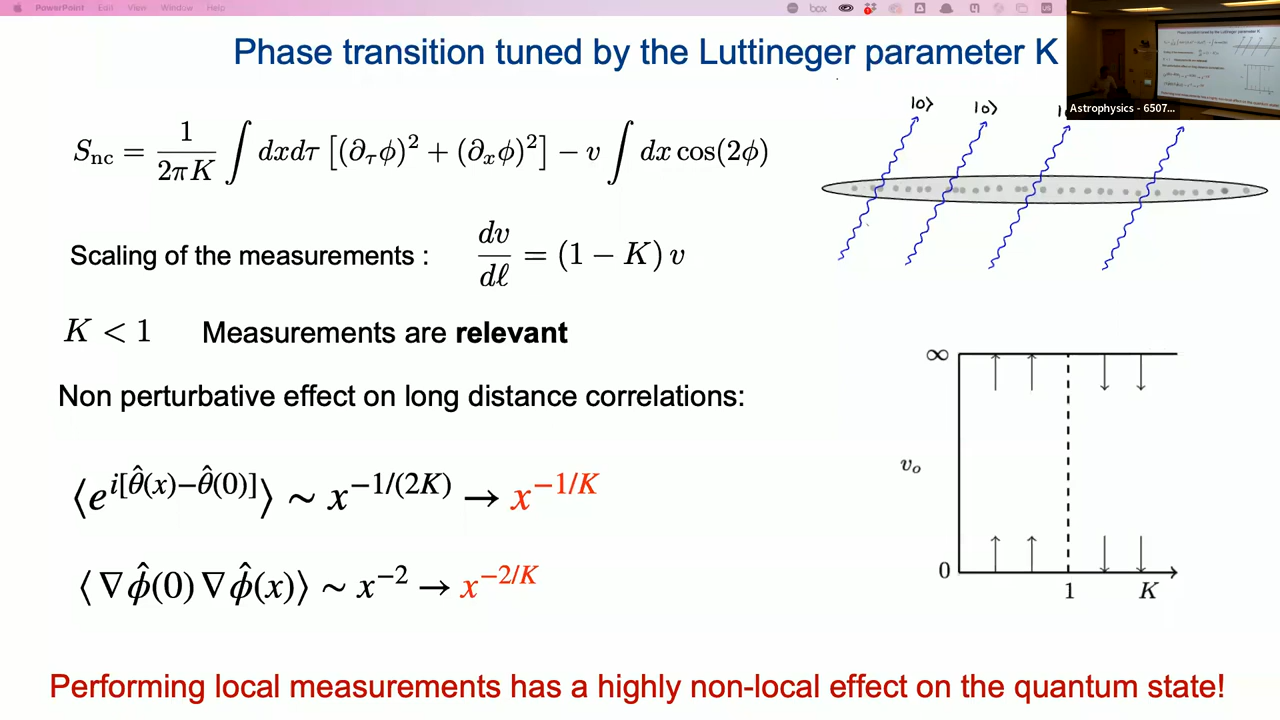 PowerPoint File Edit View Window Help
box
Phase transition tuned by the Luttineger parameter K
Astrophysics - 6507...
|0⟩ |0⟩
S_nc = 1/(2πK) ∫ dxdτ [(∂_τϕ)² + (∂_xϕ)²] − v ∫ dx cos(2ϕ)
Scaling of the measurements : dv/dℓ = (1 − K) v
K < 1 Measurements are relevant
Non perturbative effect on long distance correlations:
⟨e^{i[θ̂(x)−θ̂(0)]}⟩ ∼ x^{−1/(2K)} → x^{−1/K}
⟨∇ϕ̂(0)∇ϕ̂(x)⟩ ∼ x^{−2} → x^{−2/K}
∞
v_o
0
1 K
Performing local measurements has a highly non-local effect on the quantum state!